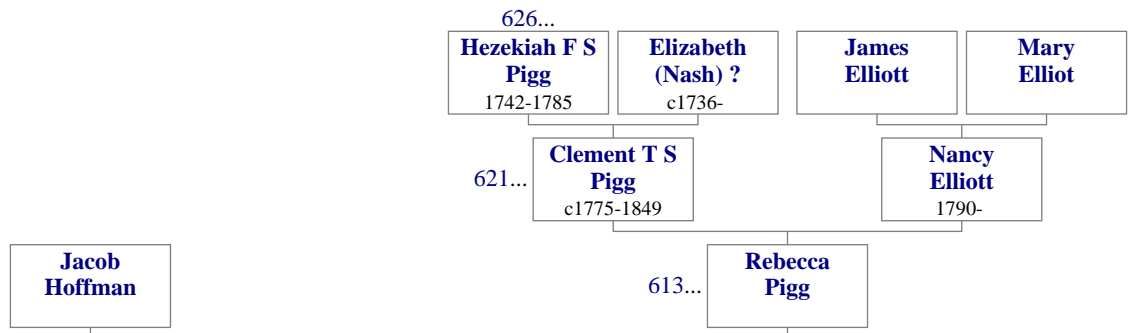 626...
Hezekiah F S
Pigg
1742-1785
Elizabeth
(Nash) ?
c1736-
James
Elliott
Mary
Elliot
621...
Clement T S
Pigg
c1775-1849
Nancy
Elliott
1790-
Jacob
Hoffman
613...
Rebecca
Pigg